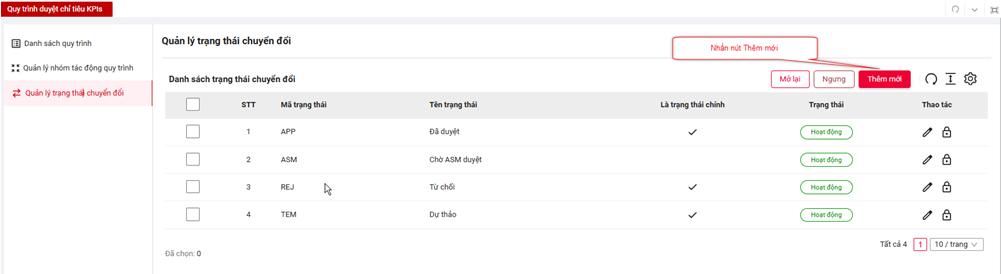 Quy trình duyệt chỉ tiêu KPIs
Danh sách quy trình
Quản lý nhóm tác động quy trình
Quản lý trạng thái chuyển đổi
Quản lý trạng thái chuyển đổi
Nhấn nút Thêm mới
Danh sách trạng thái chuyển đổi
Mở lại Ngưng Thêm mới
STT Mã trạng thái Tên trạng thái Là trạng thái chính Trạng thái Thao tác
1 APP Đã duyệt Hoạt động
2 ASM Chờ ASM duyệt Hoạt động
3 REJ Từ chối Hoạt động
4 TEM Dự thảo Hoạt động
Tất cả 4 1 10 / trang
Đã chọn: 0